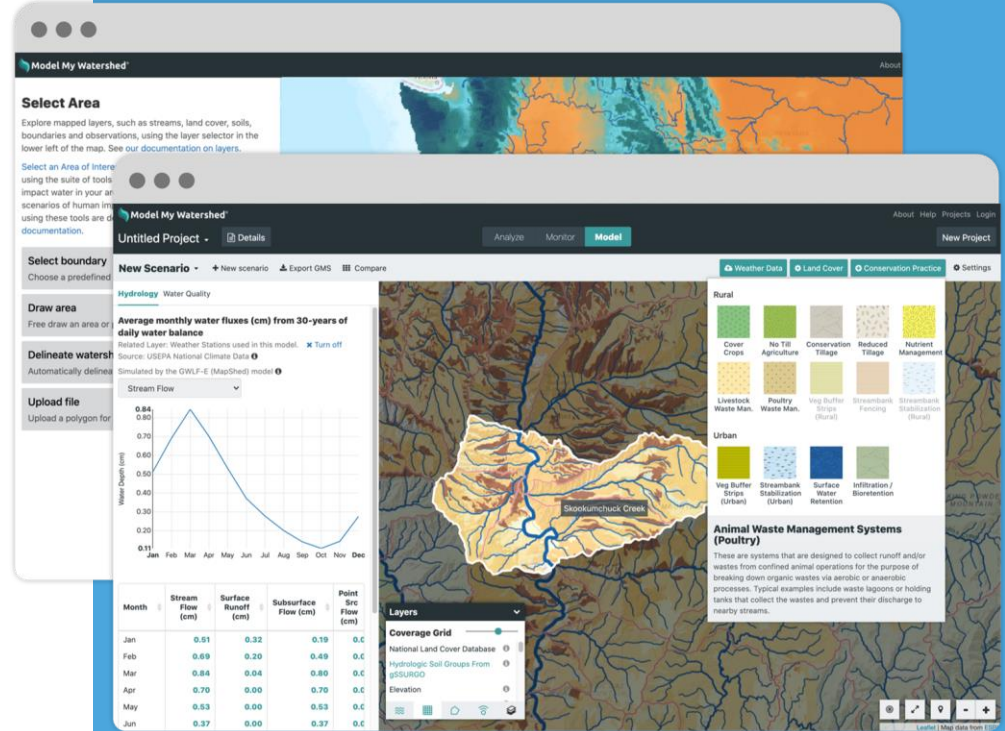 Model My Watershed®
About
Select Area
Explore mapped layers, such as streams, land cover, soils,
boundaries and observations, using the layer selector in the
lower left of the map. See our documentation on layers.
Select an Area of Intere
using the suite of tools
impact water in your ar
scenarios of human im
using these tools are d
documentation.
Select boundary
Choose a predefined
Draw area
Free draw an area or
Delineate watersh
Automatically delinea
Upload file
Upload a polygon for
Model My Watershed®
About Help Projects Login
Untitled Project
Details
Analyze Monitor Model
New Project
New Scenario
+ New scenario
Export GMS
Compare
Weather Data
Land Cover
Conservation Practice
Settings
Hydrology Water Quality
Average monthly water fluxes (cm) from 30-years of
daily water balance
Related Layer: Weather Stations used in this model. × Turn off
Source: USEPA National Climate Data
Simulated by the GWLF-E (MapShed) model
Stream Flow
Water Depth (cm)
0.84
0.80
0.70
0.60
0.50
0.40
0.30
0.20
0.11
Jan Feb Mar Apr May Jun Jul Aug Sep Oct Nov Dec
Month
Stream Flow (cm)
Surface Runoff (cm)
Subsurface Flow (cm)
Point Src Flow (cm)
Jan 0.51 0.32 0.19 0.0
Feb 0.69 0.20 0.49 0.0
Mar 0.84 0.04 0.80 0.0
Apr 0.70 0.00 0.70 0.0
May 0.53 0.00 0.53 0.0
Jun 0.37 0.00 0.37 0.0
Skookumchuck Creek
Layers
Coverage Grid
National Land Cover Database
Hydrologic Soil Groups From
gSSURGO
Elevation
Rural
Cover Crops
No Till Agriculture
Conservation Tillage
Reduced Tillage
Nutrient Management
Livestock Waste Man.
Poultry Waste Man.
Veg Buffer Strips (Rural)
Streambank Fencing
Streambank Stabilization (Rural)
Urban
Veg Buffer Strips (Urban)
Streambank Stabilization (Urban)
Surface Water Retention
Infiltration / Bioretention
Animal Waste Management Systems
(Poultry)
These are systems that are designed to collect runoff and/or
wastes from confined animal operations for the purpose of
breaking down organic wastes via aerobic or anaerobic
processes. Typical examples include waste lagoons or holding
tanks that collect the wastes and prevent their discharge to
nearby streams.
MOUNTAIN
- +
Leaflet | Map data from